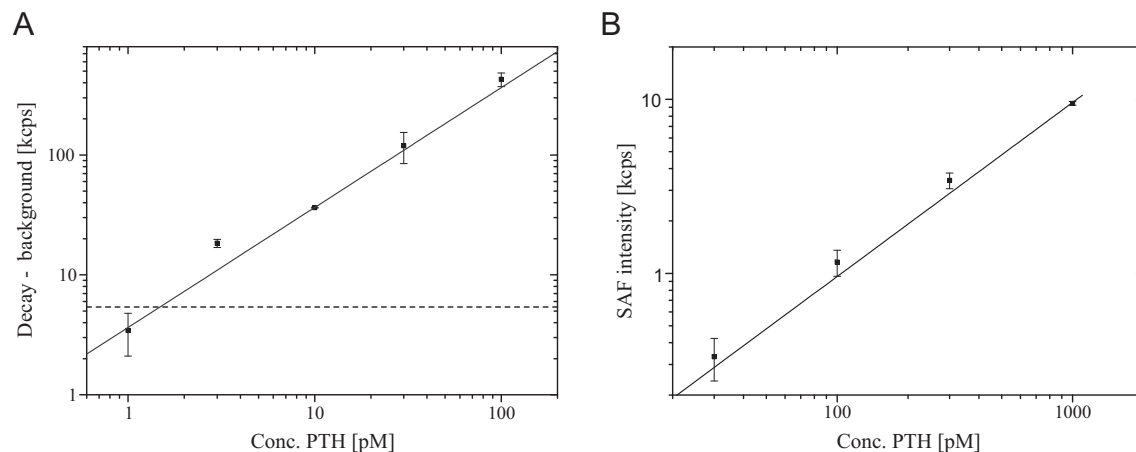 A
Decay - background [kcps]
100
10
1
1
10
100
Conc. PTH [pM]
B
SAF intensity [kcps]
10
1
100
1000
Conc. PTH [pM]